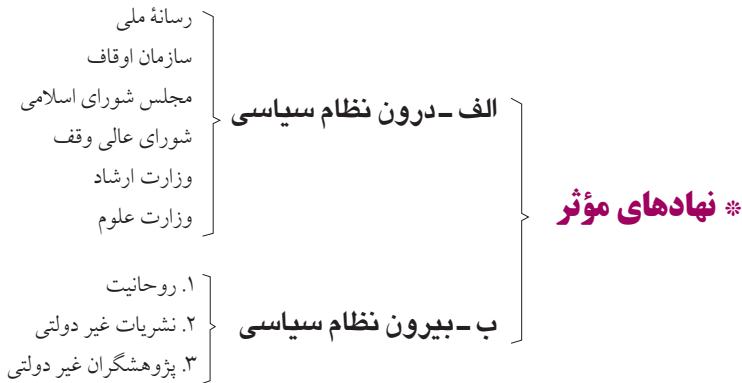 * نهادهای مؤثر
الف ـ درون نظام سیاسی
رسانهٔ ملی
سازمان اوقاف
مجلس شورای اسلامی
شورای عالی وقف
وزارت ارشاد
وزارت علوم
ب ـ بیرون نظام سیاسی
۱. روحانیت
۲. نشریات غیر دولتی
۳. پژوهشگران غیر دولتی